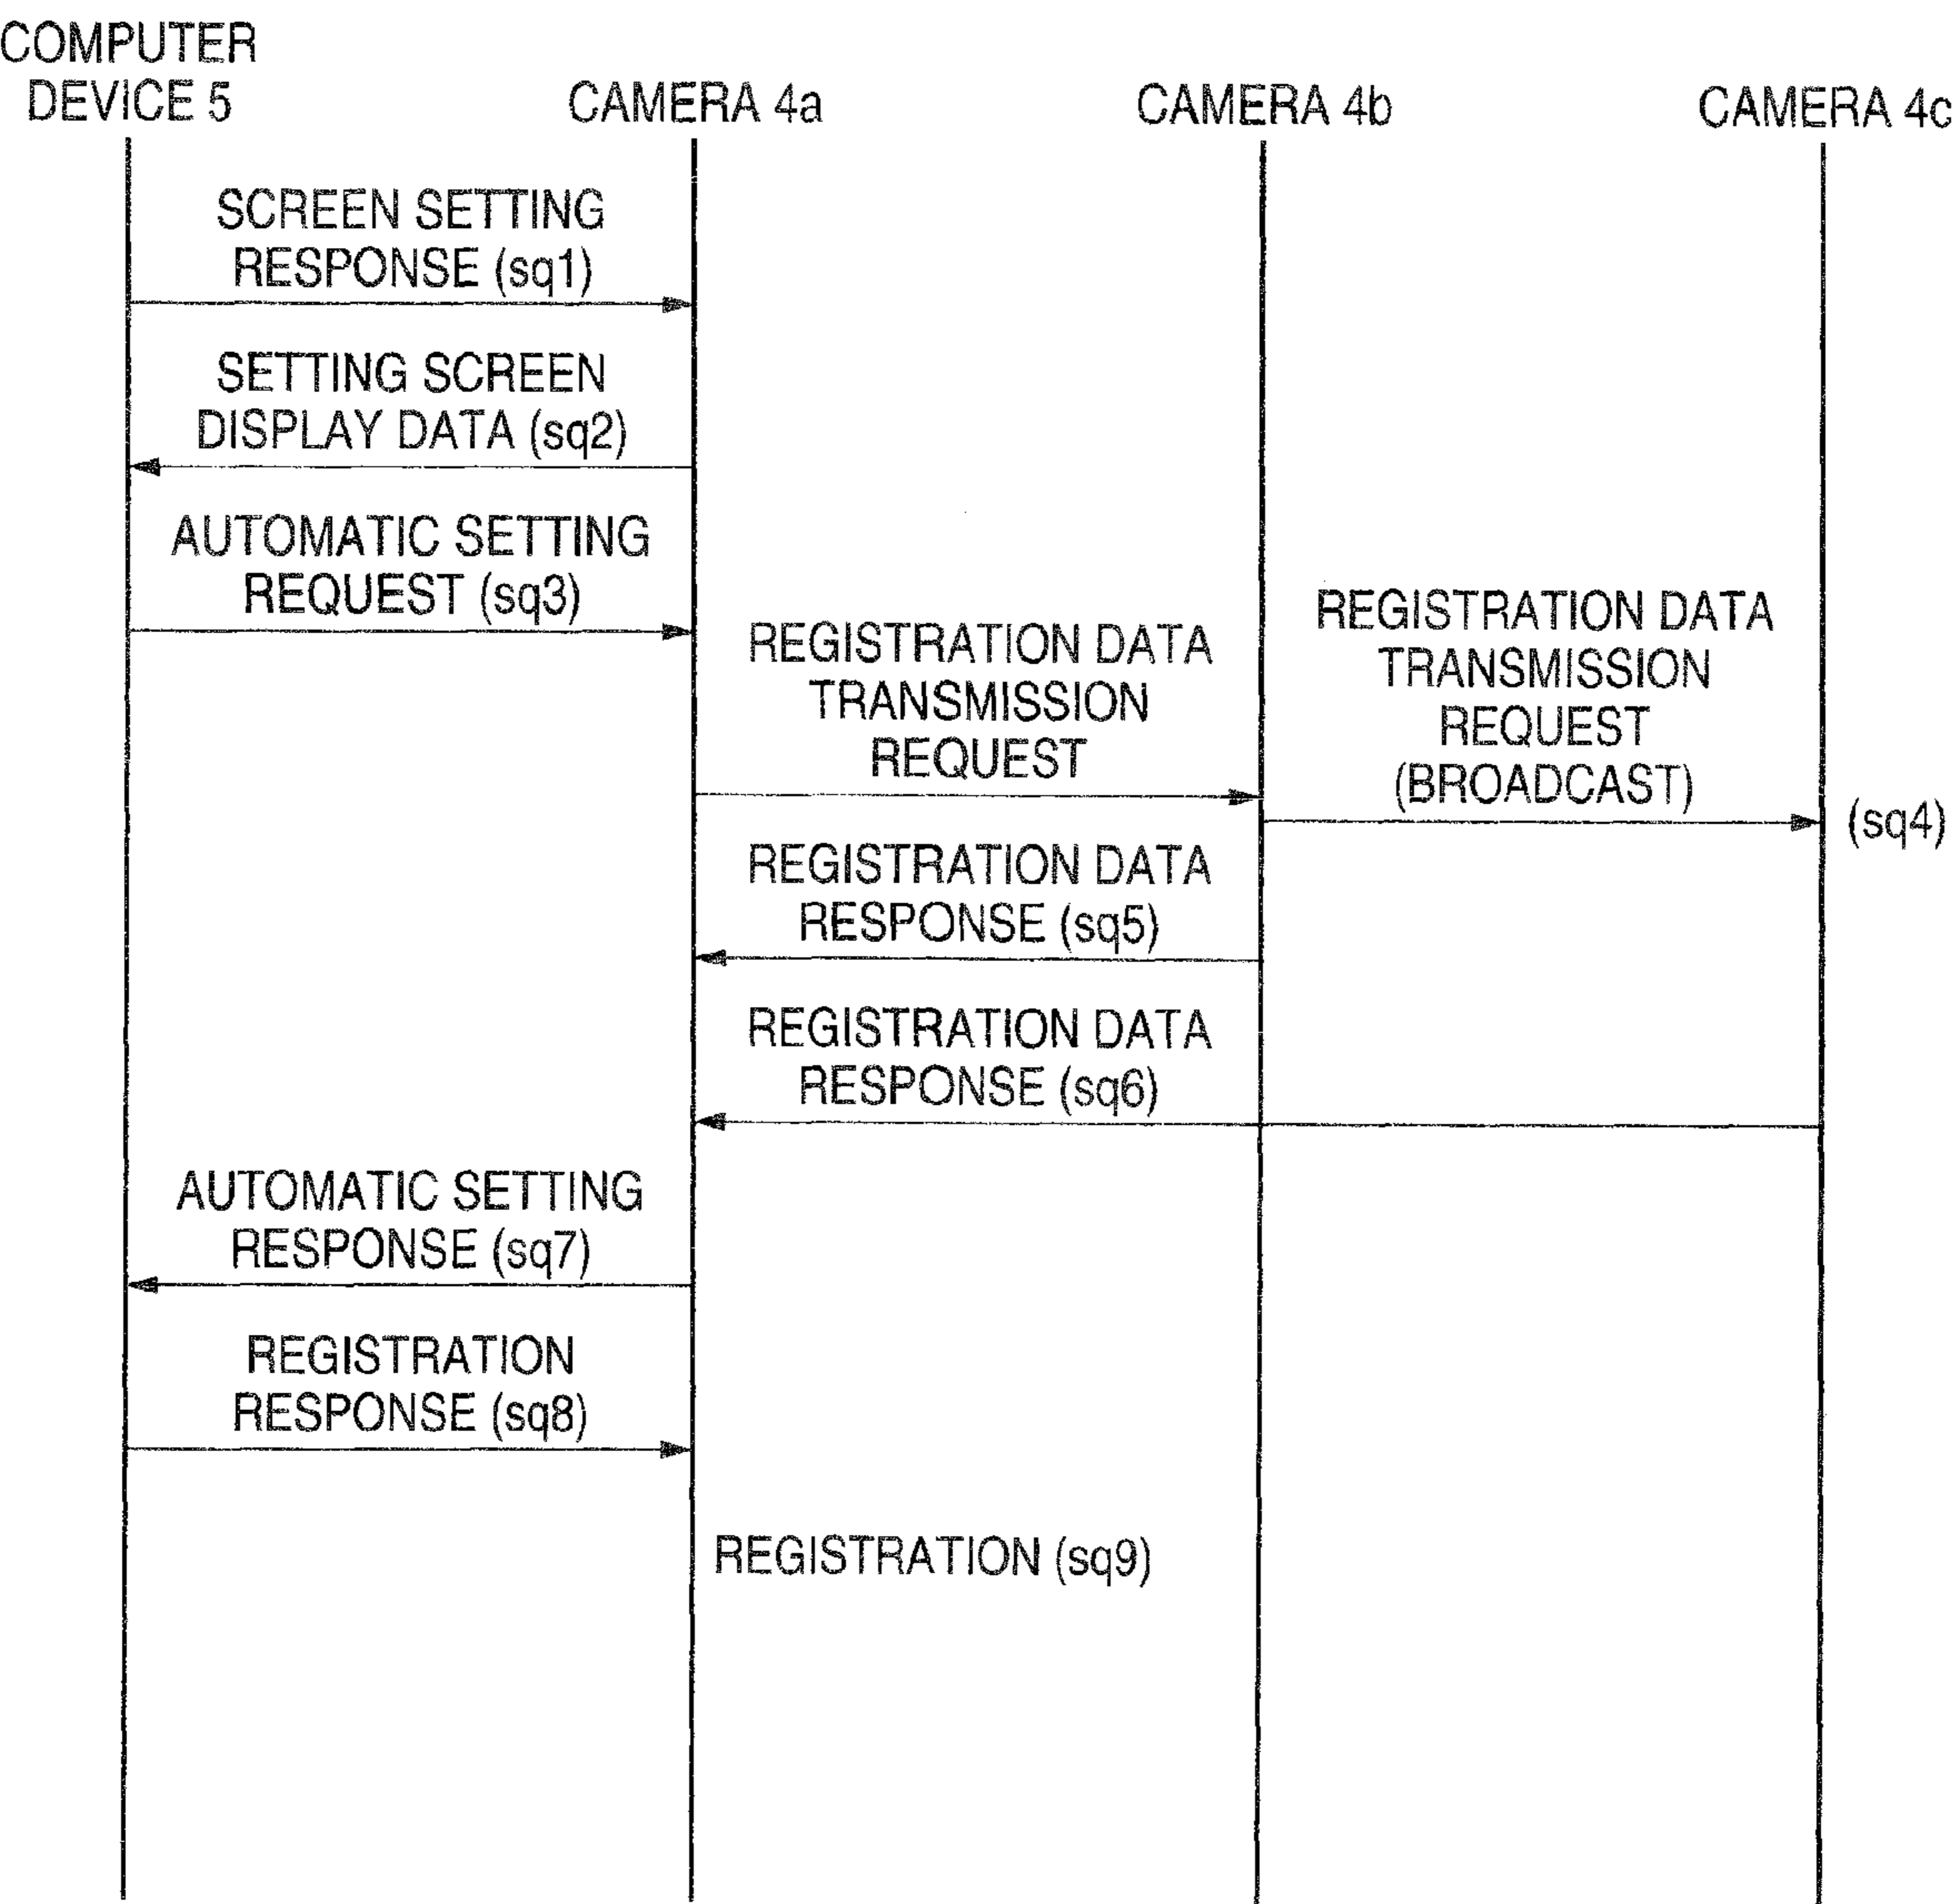 COMPUTER
DEVICE 5
CAMERA 4a
CAMERA 4b
CAMERA 4c
SCREEN SETTING
RESPONSE (sq1)
SETTING SCREEN
DISPLAY DATA (sq2)
AUTOMATIC SETTING
REQUEST (sq3)
REGISTRATION DATA
TRANSMISSION
REQUEST
REGISTRATION DATA
TRANSMISSION
REQUEST
(BROADCAST)
(sq4)
REGISTRATION DATA
RESPONSE (sq5)
REGISTRATION DATA
RESPONSE (sq6)
AUTOMATIC SETTING
RESPONSE (sq7)
REGISTRATION
RESPONSE (sq8)
REGISTRATION (sq9)